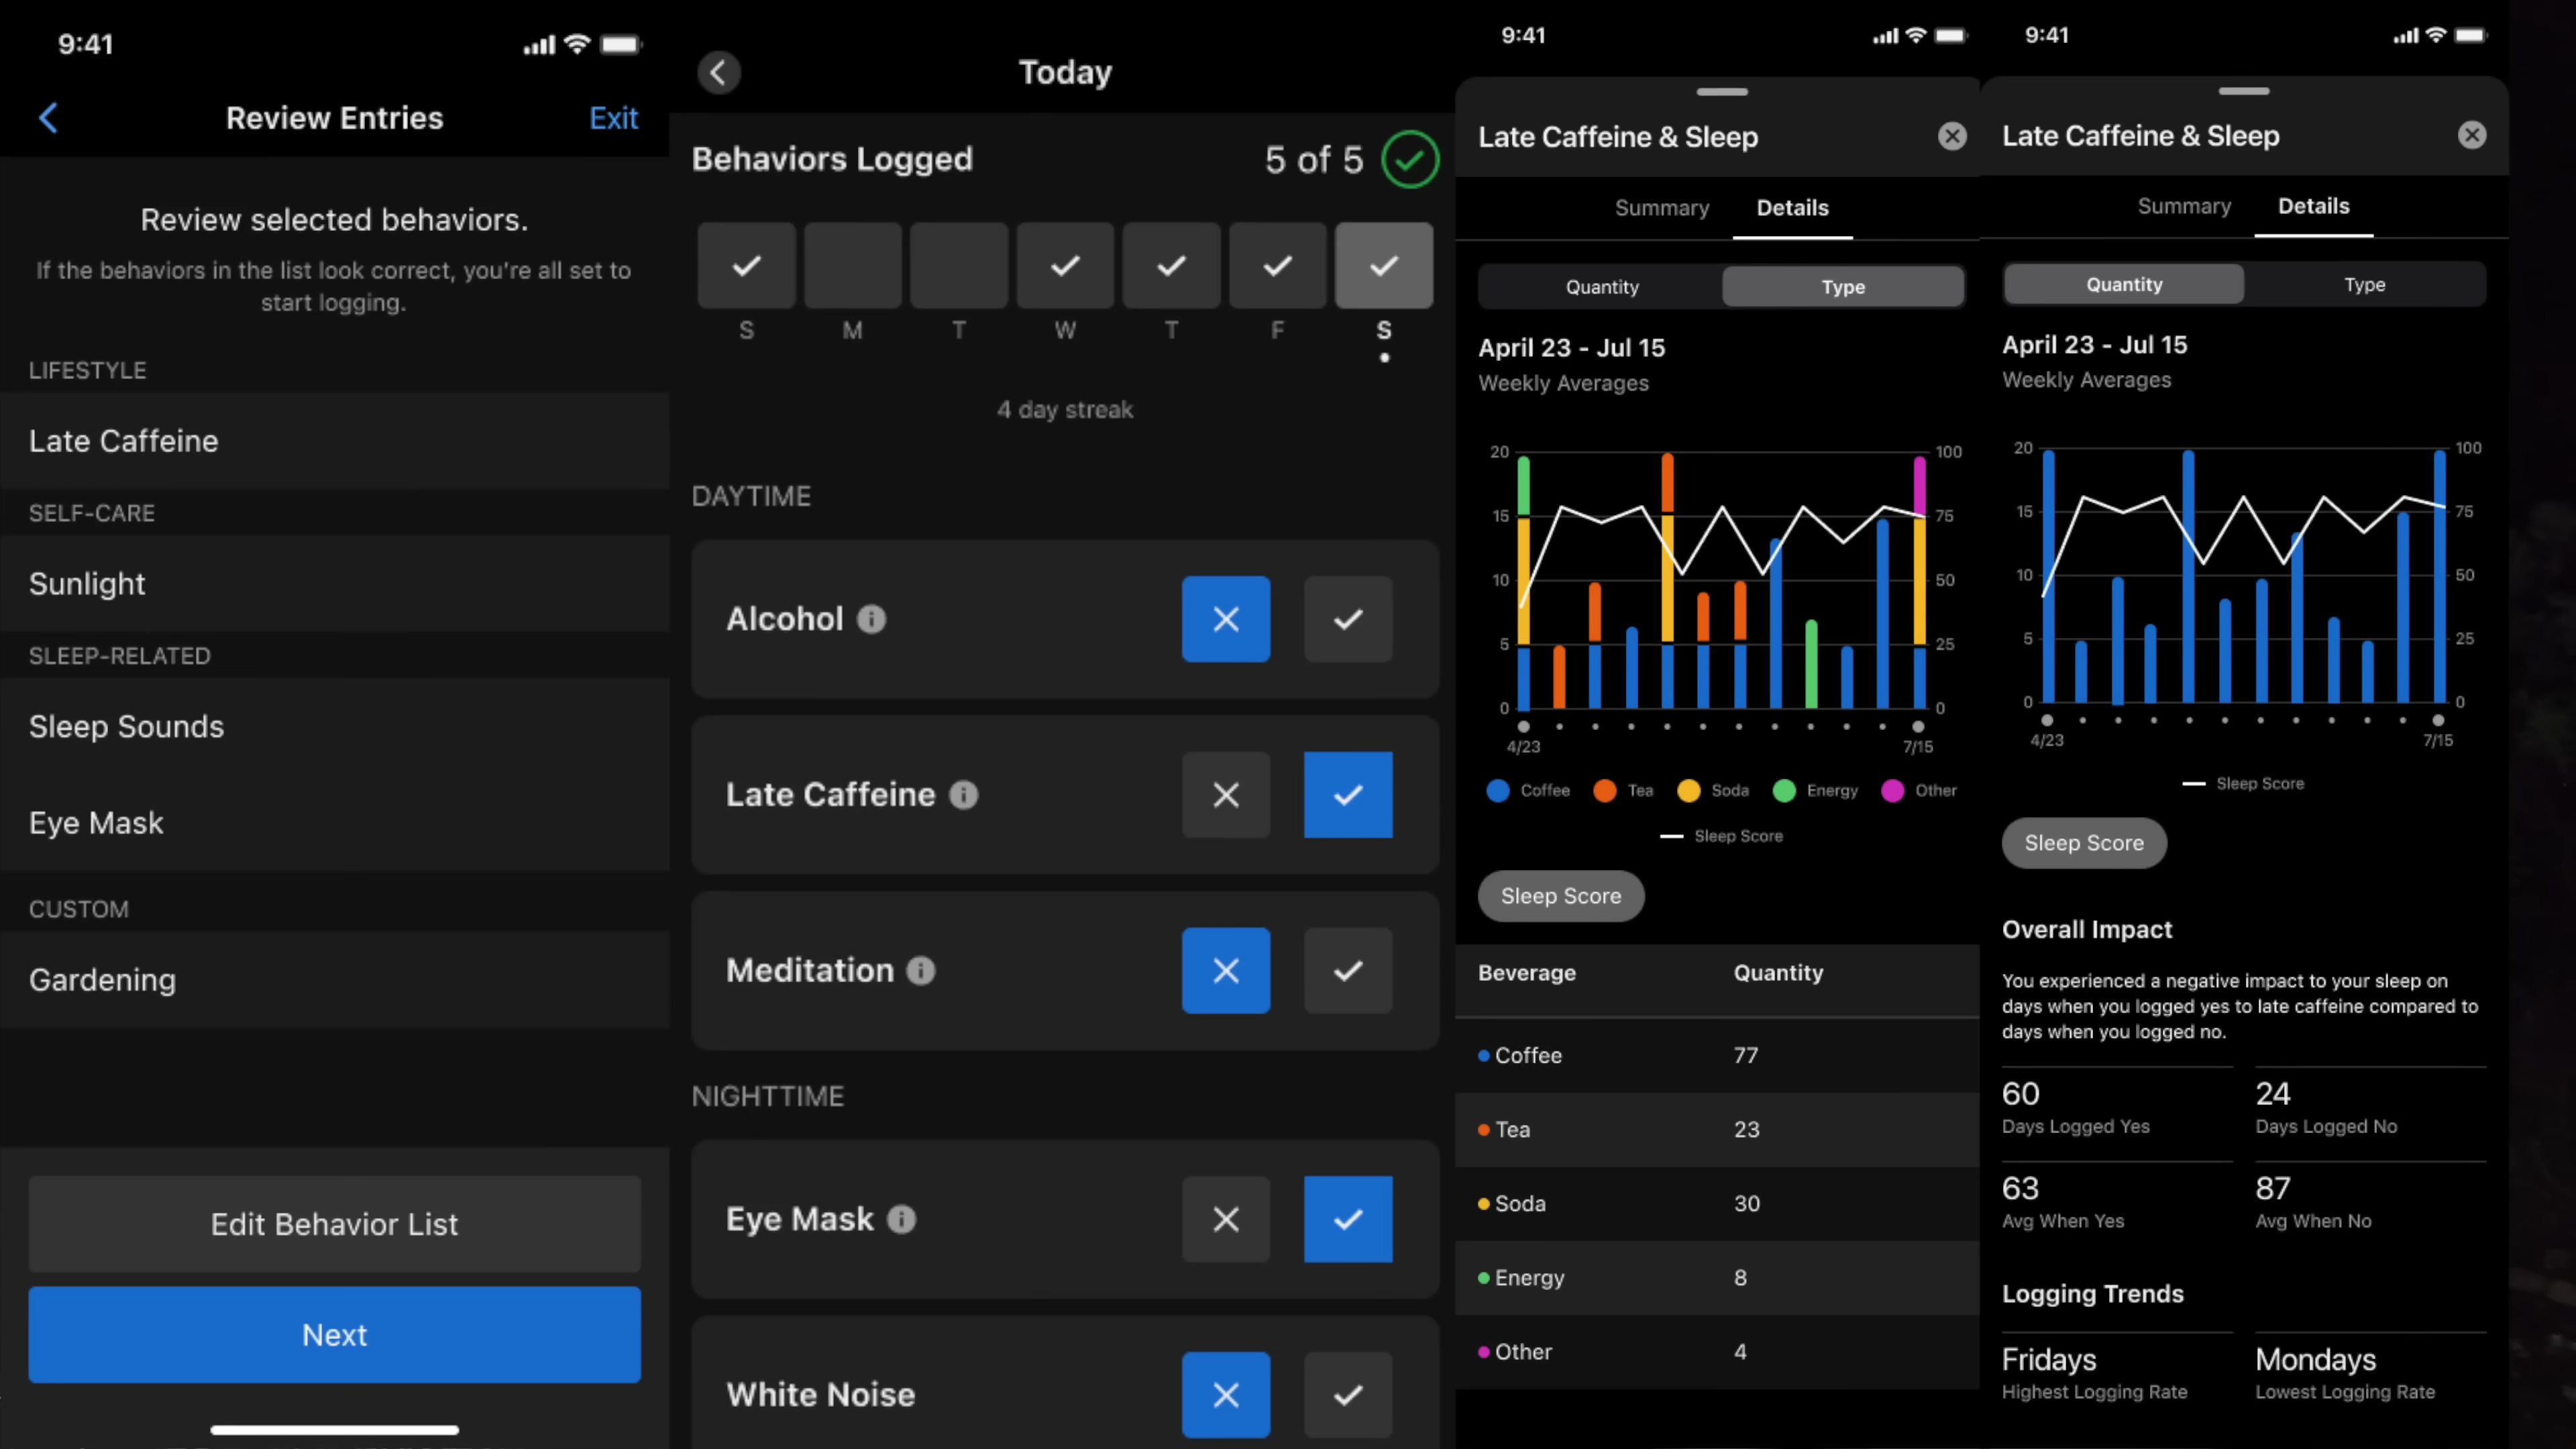 9:41
Review Entries
Exit
Review selected behaviors.
If the behaviors in the list look correct, you're all set to
start logging.
LIFESTYLE
Late Caffeine
SELF-CARE
Sunlight
SLEEP-RELATED
Sleep Sounds
Eye Mask
CUSTOM
Gardening
Edit Behavior List
Next
Today
Behaviors Logged
5 of 5
S M T W T F S
4 day streak
DAYTIME
Alcohol
Late Caffeine
Meditation
NIGHTTIME
Eye Mask
White Noise
9:41
Late Caffeine & Sleep
Summary Details
Quantity Type
April 23 - Jul 15
Weekly Averages
20 100
15 75
10 50
5 25
0 0
4/23 7/15
Coffee Tea Soda Energy Other
Sleep Score
Sleep Score
Beverage Quantity
Coffee 77
Tea 23
Soda 30
Energy 8
Other 4
9:41
Late Caffeine & Sleep
Summary Details
Quantity Type
April 23 - Jul 15
Weekly Averages
20 100
15 75
10 50
5 25
0 0
4/23 7/15
Sleep Score
Sleep Score
Overall Impact
You experienced a negative impact to your sleep on
days when you logged yes to late caffeine compared to
days when you logged no.
60 24
Days Logged Yes Days Logged No
63 87
Avg When Yes Avg When No
Logging Trends
Fridays Mondays
Highest Logging Rate Lowest Logging Rate